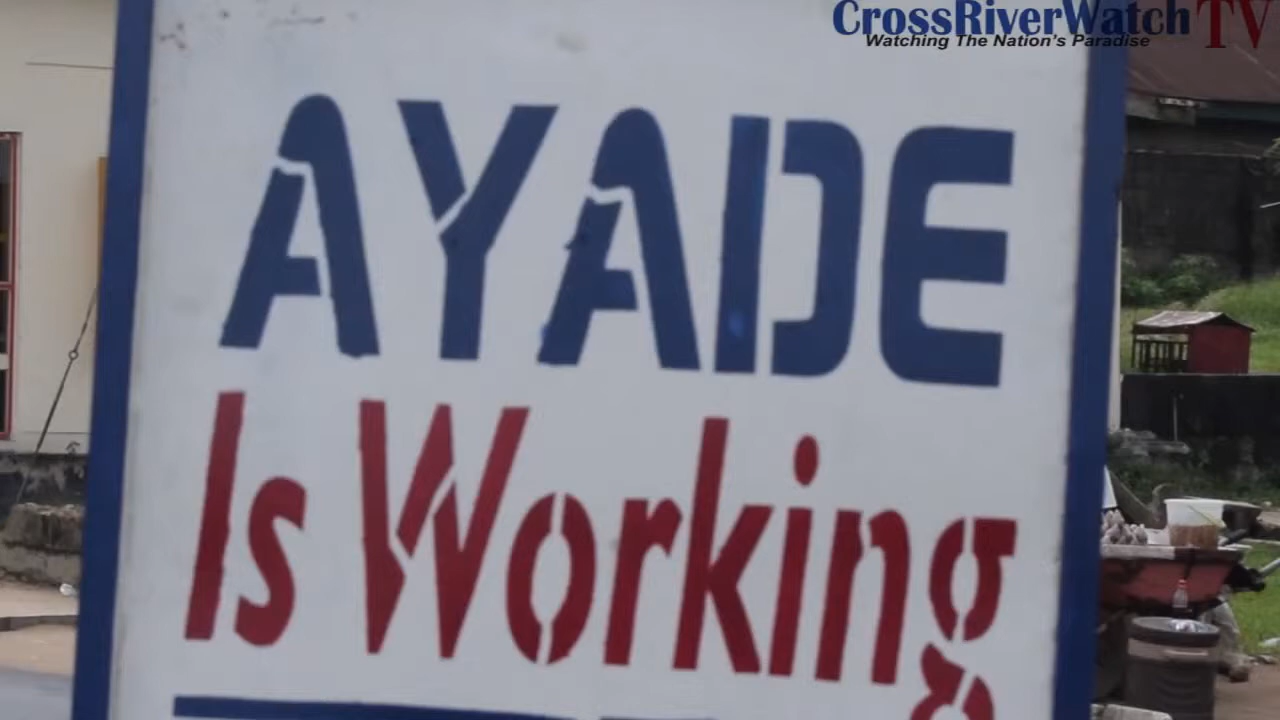 CrossRiverWatch TV
Watching The Nation's Paradise
AYADE
Is Working